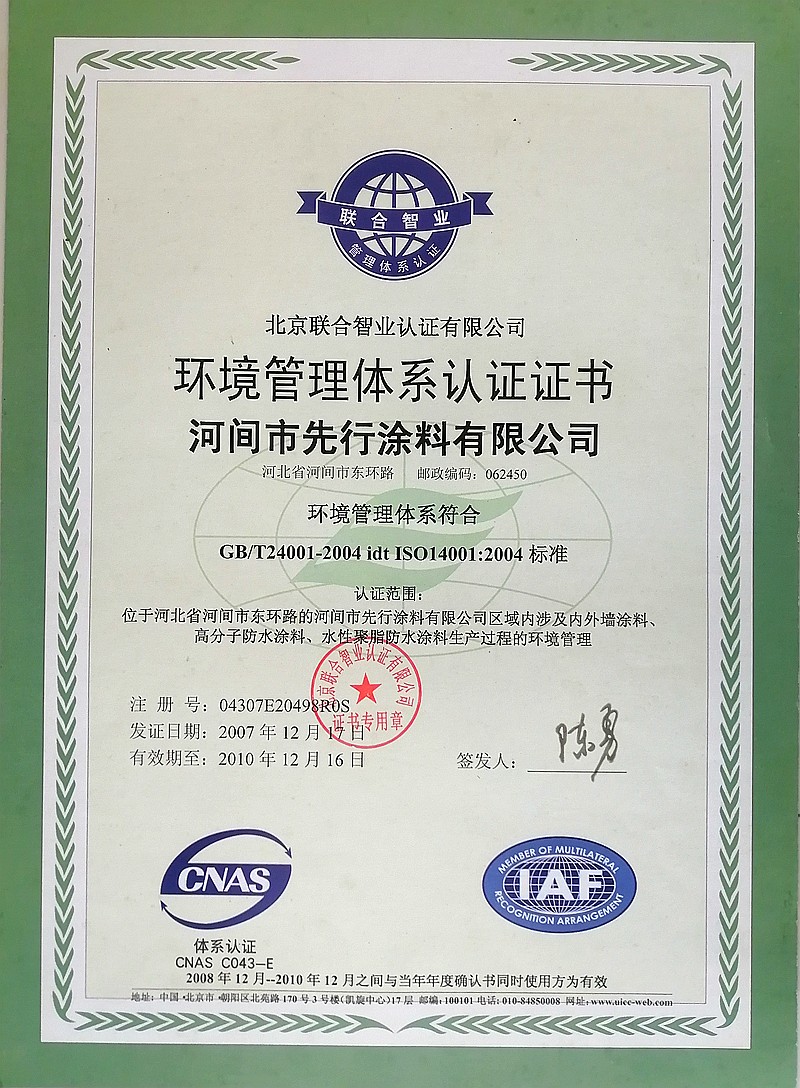 联合智业
管理体系认证
北京联合智业认证有限公司
环境管理体系认证证书
河间市先行涂料有限公司
河北省河间市东环路 邮政编码：062450
环境管理体系符合
GB/T24001-2004 idt ISO14001:2004 标准
认证范围：
位于河北省河间市东环路的河间市先行涂料有限公司区域内涉及内外墙涂料、
高分子防水涂料、水性聚脂防水涂料生产过程的环境管理
北京联合智业认证有限公司
证书专用章
注 册 号：04307E20498R0S
发证日期：2007 年 12 月 17 日
有效期至：2010 年 12 月 16 日
签发人：陈勇
CNAS
体系认证
CNAS C043-E
MEMBER OF MULTILATERAL
IAF
RECOGNITION ARRANGEMENT
2008 年 12 月--2010 年 12 月之间与当年年度确认书同时使用方为有效
地址：中国·北京市·朝阳区北苑路 170 号 3 号楼(凯旋中心)17 层 邮编：100101 电话：010-84850008 网址：www.uicc-web.com